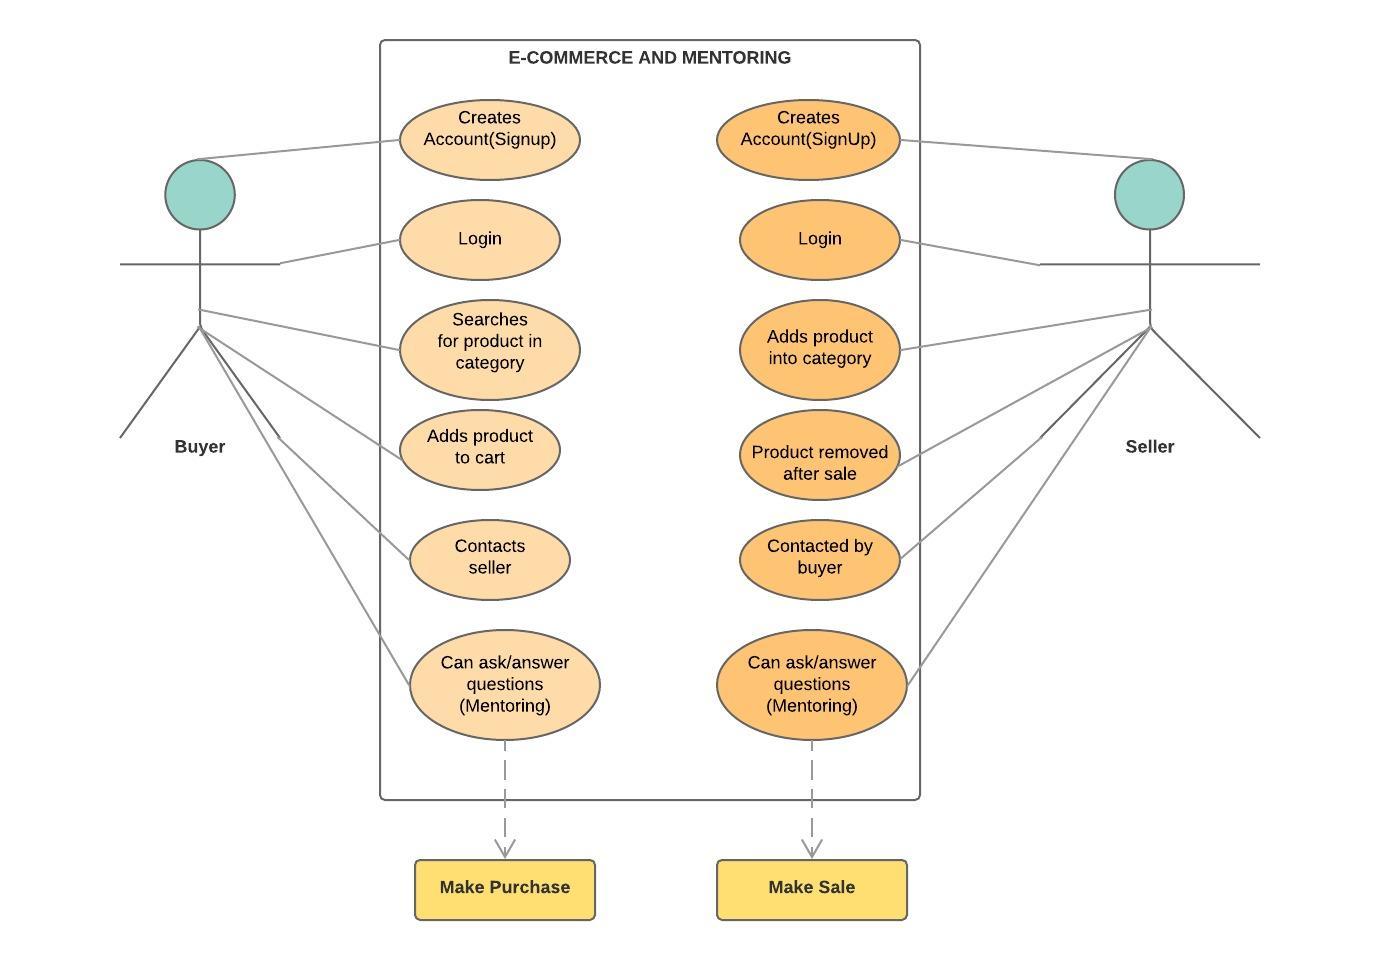 E-COMMERCE AND MENTORING
Creates
Account(Signup)
Login
Searches
for product in
category
Adds product
to cart
Contacts
seller
Can ask/answer
questions
(Mentoring)
Creates
Account(SignUp)
Login
Adds product
into category
Product removed
after sale
Contacted by
buyer
Can ask/answer
questions
(Mentoring)
Buyer
Seller
Make Purchase
Make Sale